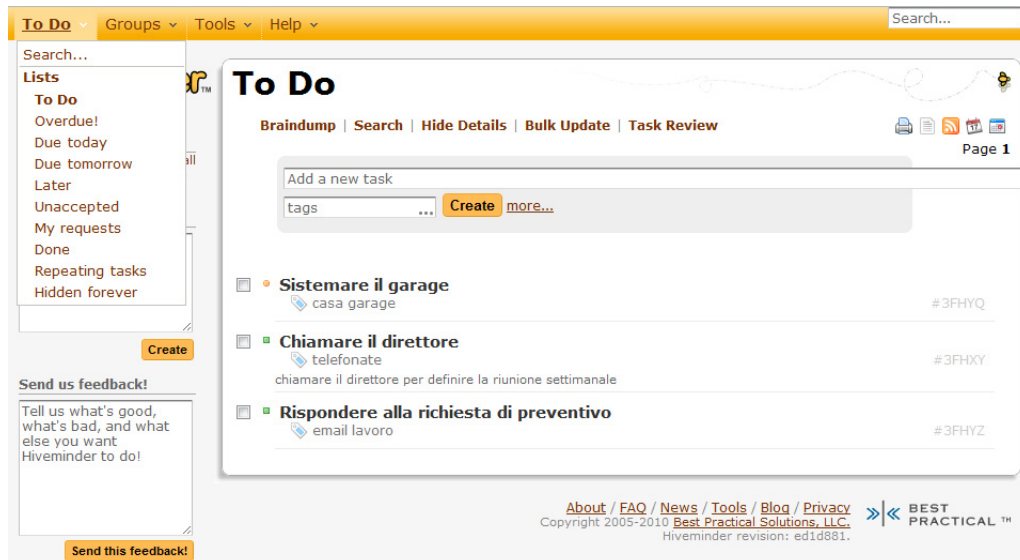 To Do Groups Tools Help Search...
Search...
Lists
To Do
Overdue!
Due today
Due tomorrow
Later
Unaccepted
My requests
Done
Repeating tasks
Hidden forever
er™
all
Create
Send us feedback!
Tell us what's good,
what's bad, and what
else you want
Hiveminder to do!
Send this feedback!
To Do
Braindump | Search | Hide Details | Bulk Update | Task Review
Page 1
Add a new task
tags ... Create more...
Sistemare il garage
casa garage #3FHYQ
Chiamare il direttore
telefonate #3FHXY
chiamare il direttore per definire la riunione settimanale
Rispondere alla richiesta di preventivo
email lavoro #3FHYZ
About / FAQ / News / Tools / Blog / Privacy
Copyright 2005-2010 Best Practical Solutions, LLC.
Hiveminder revision: ed1d881.
BEST
PRACTICAL ™